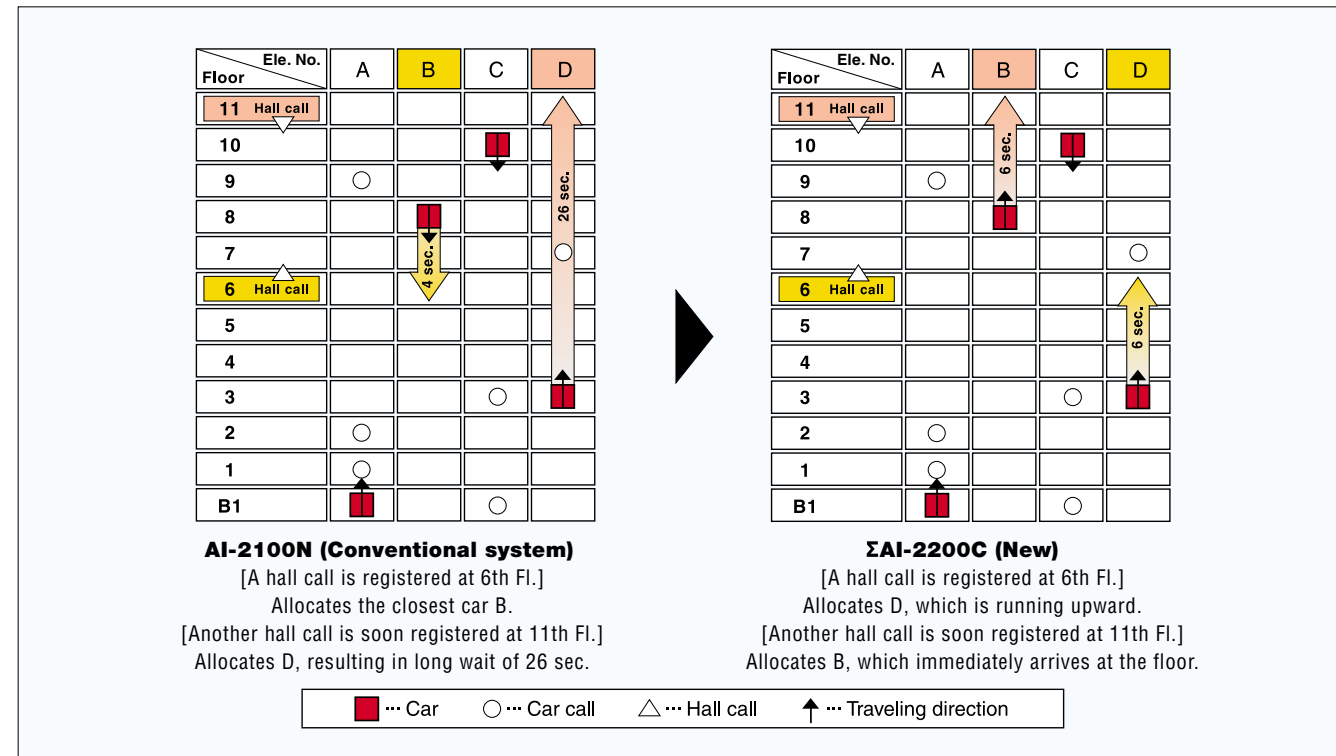 Ele. No.
Floor
A B C D
11 Hall call
10
9
8
7
6 Hall call
5
4
3
2
1
B1
4 sec.
26 sec.
AI-2100N (Conventional system)
[A hall call is registered at 6th Fl.]
Allocates the closest car B.
[Another hall call is soon registered at 11th Fl.]
Allocates D, resulting in long wait of 26 sec.
Ele. No.
Floor
A B C D
11 Hall call
10
9
8
7
6 Hall call
5
4
3
2
1
B1
6 sec.
6 sec.
ΣAI-2200C (New)
[A hall call is registered at 6th Fl.]
Allocates D, which is running upward.
[Another hall call is soon registered at 11th Fl.]
Allocates B, which immediately arrives at the floor.
··· Car ··· Car call ··· Hall call ··· Traveling direction